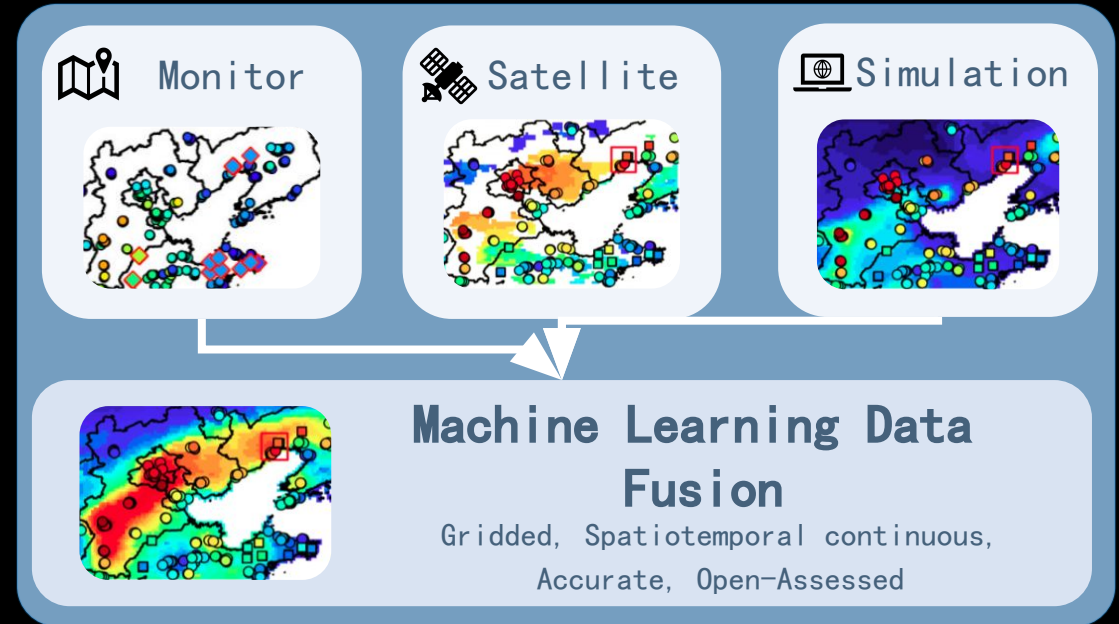 Monitor
Satellite
Simulation
Machine Learning Data
Fusion
Gridded, Spatiotemporal continuous,
Accurate, Open-Assessed